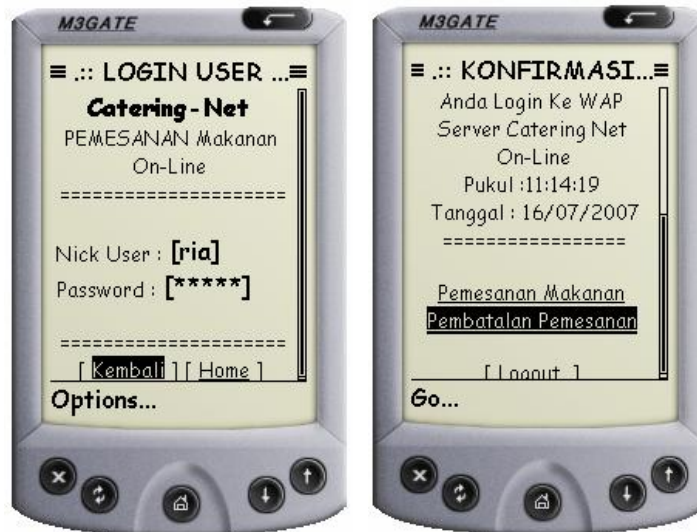 M3GATE
≡ .:: LOGIN USER ...≡
Catering-Net
PEMESANAN Makanan
On-Line
=====================
Nick User : [ria]
Password : [*****]
=====================
[ Kembali ] [ Home ]
Options...
M3GATE
≡ .:: KONFIRMASI...≡
Anda Login Ke WAP
Server Catering Net
On-Line
Pukul :11:14:19
Tanggal : 16/07/2007
=================
Pemesanan Makanan
Pembatalan Pemesanan
[ Logout ]
Go...